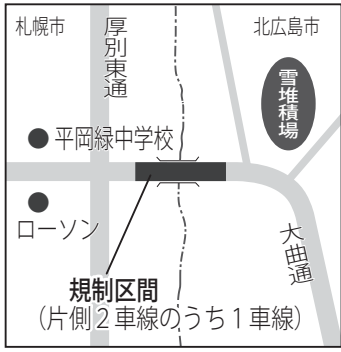 札幌市
厚別東通
北広島市
雪堆積場
平岡緑中学校
ローソン
大曲通
規制区間
（片側２車線のうち１車線）